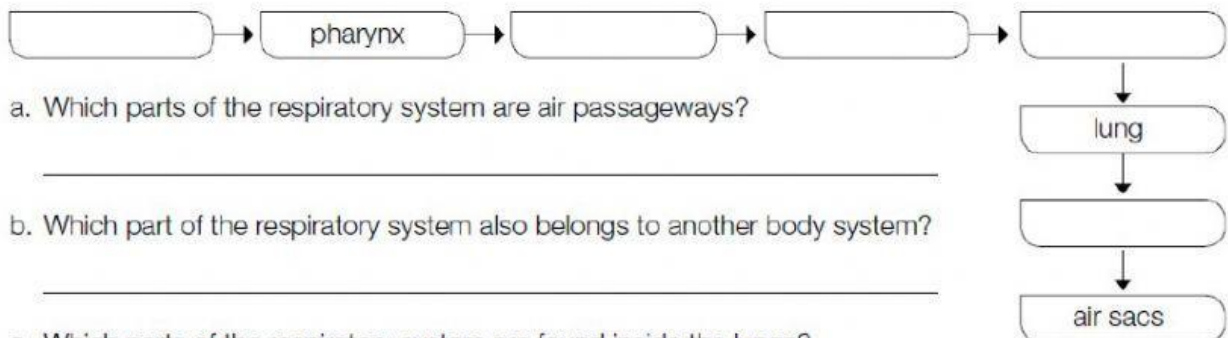 pharynx
a. Which parts of the respiratory system are air passageways?
lung
b. Which part of the respiratory system also belongs to another body system?
air sacs